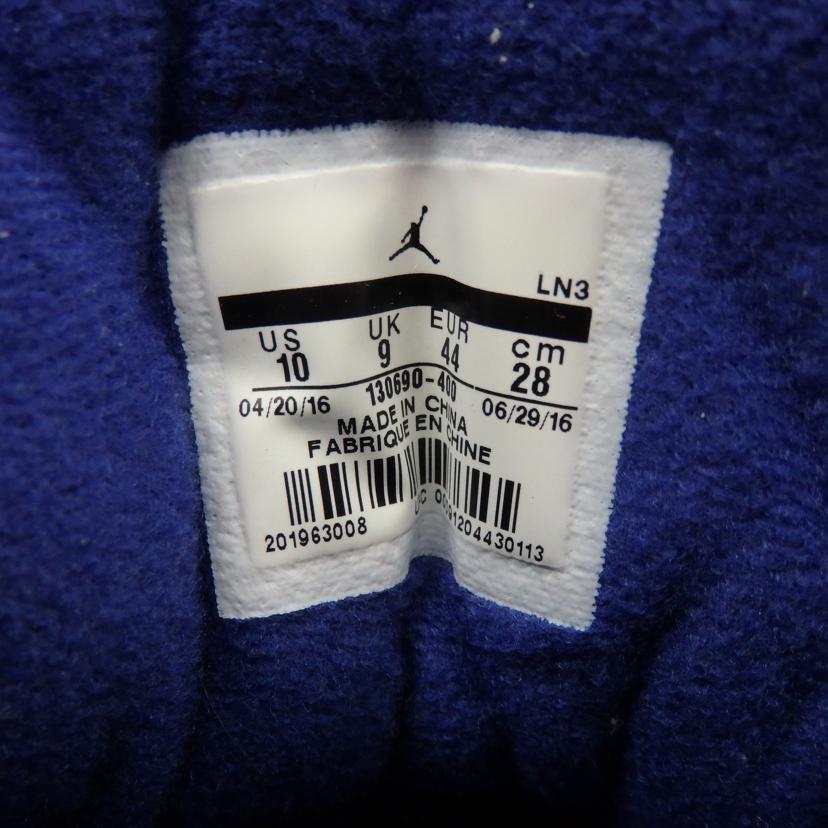 LN3
US UK EUR cm
10 9 44 28
130690-400
04/20/16 06/29/16
MADE IN CHINA
FABRIQUE EN CHINE
201963008